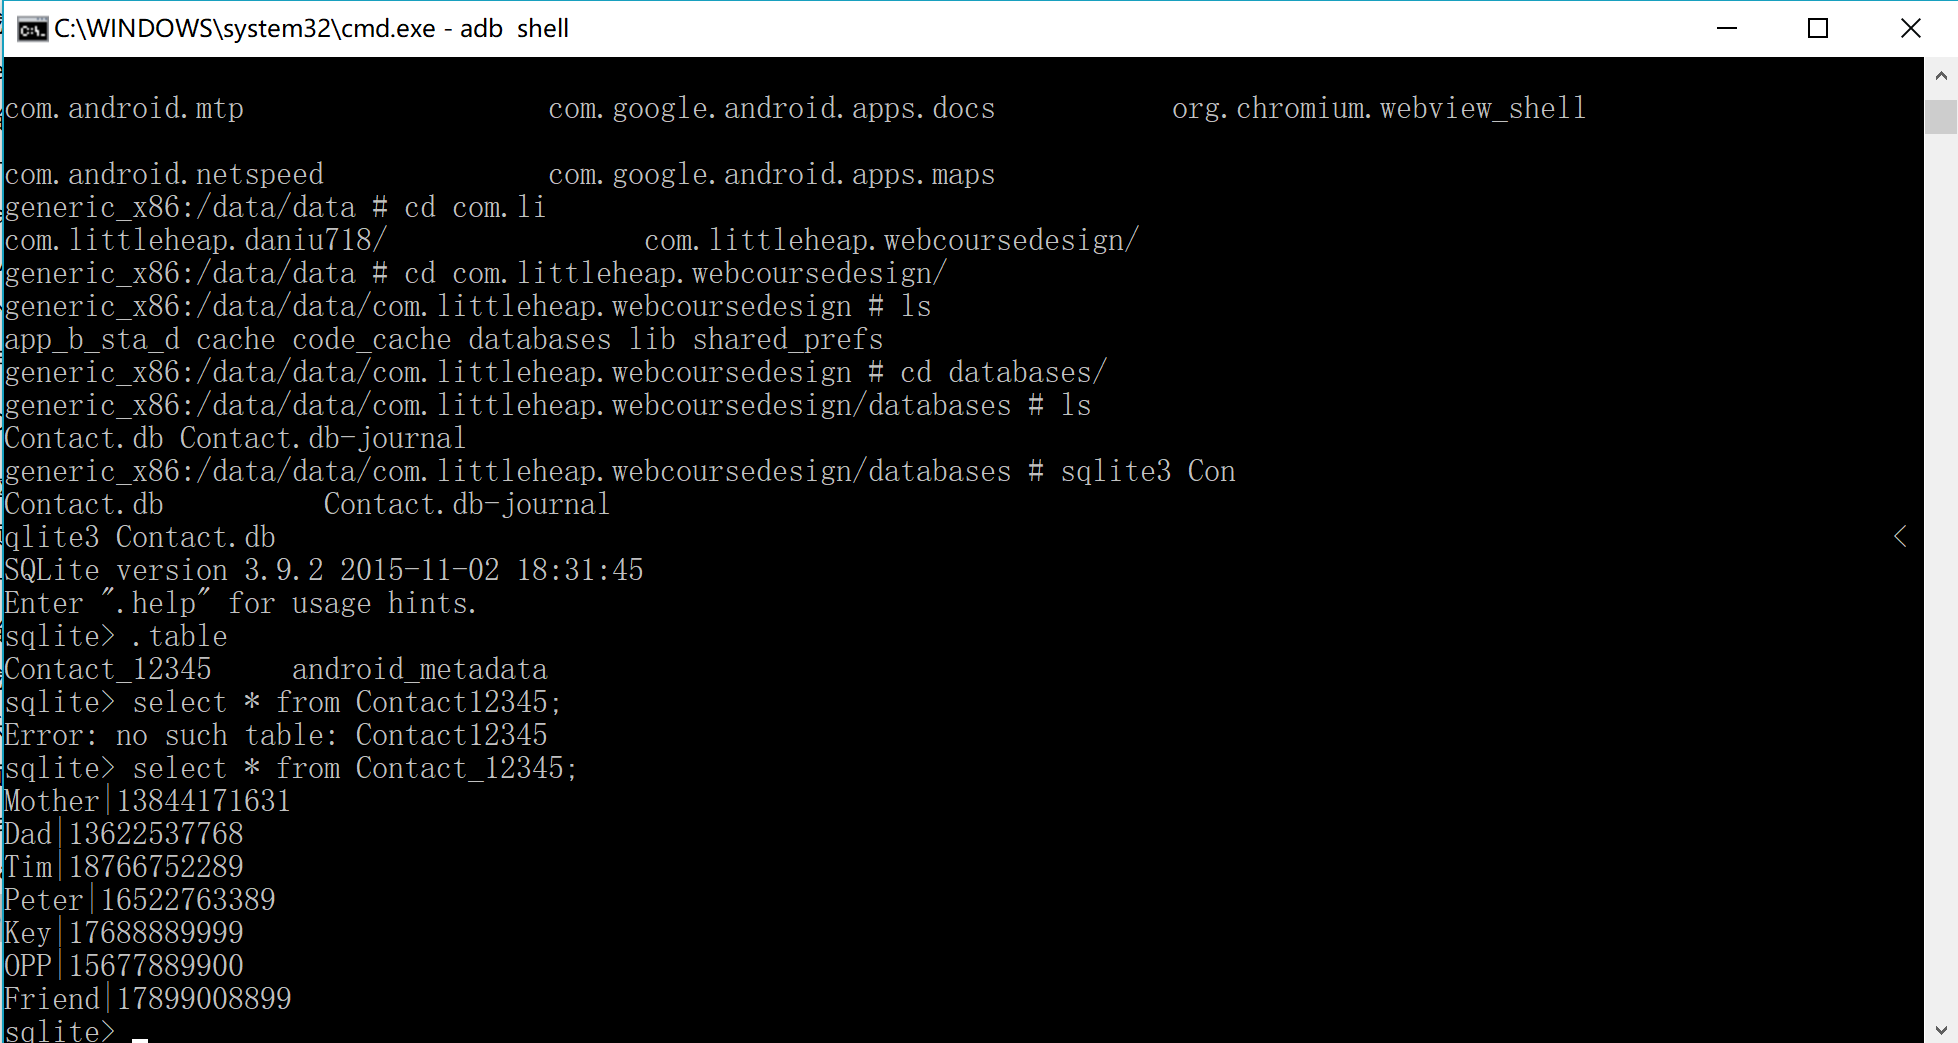 C:\WINDOWS\system32\cmd.exe - adb  shell
com.android.mtp                   com.google.android.apps.docs           org.chromium.webview_shell
com.android.netspeed              com.google.android.apps.maps
generic_x86:/data/data # cd com.li
com.littleheap.daniu718/                com.littleheap.webcoursedesign/
generic_x86:/data/data # cd com.littleheap.webcoursedesign/
generic_x86:/data/data/com.littleheap.webcoursedesign # ls
app_b_sta_d cache code_cache databases lib shared_prefs
generic_x86:/data/data/com.littleheap.webcoursedesign # cd databases/
generic_x86:/data/data/com.littleheap.webcoursedesign/databases # ls
Contact.db Contact.db-journal
generic_x86:/data/data/com.littleheap.webcoursedesign/databases # sqlite3 Con
Contact.db          Contact.db-journal
qlite3 Contact.db                                                                                                     <
SQLite version 3.9.2 2015-11-02 18:31:45
Enter ".help" for usage hints.
sqlite> .table
Contact_12345     android_metadata
sqlite> select * from Contact12345;
Error: no such table: Contact12345
sqlite> select * from Contact_12345;
Mother|13844171631
Dad|13622537768
Tim|18766752289
Peter|16522763389
Key|17688889999
OPP|15677889900
Friend|17899008899
sqlite>